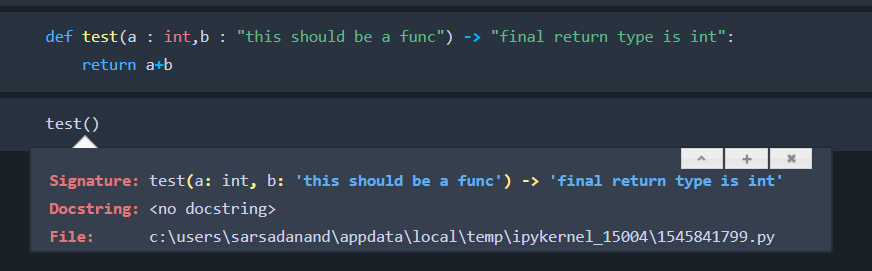 def test(a : int,b : "this should be a func") -> "final return type is int":
    return a+b
test()
Signature: test(a: int, b: 'this should be a func') -> 'final return type is int'
Docstring: <no docstring>
File:      c:\users\sarsadanand\appdata\local\temp\ipykernel_15004\1545841799.py